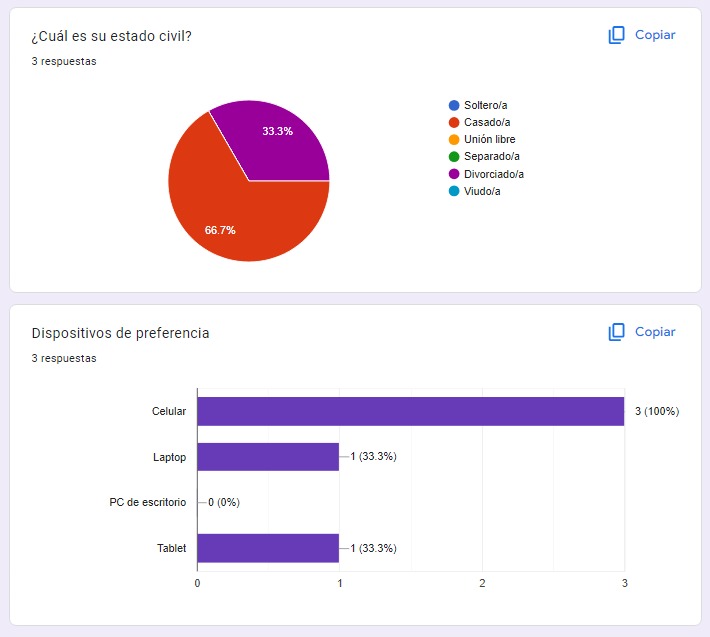 ¿Cuál es su estado civil?
Copiar
3 respuestas
33.3%
66.7%
Soltero/a
Casado/a
Unión libre
Separado/a
Divorciado/a
Viudo/a
Dispositivos de preferencia
Copiar
3 respuestas
Celular 3 (100%)
Laptop 1 (33.3%)
PC de escritorio 0 (0%)
Tablet 1 (33.3%)
0 1 2 3